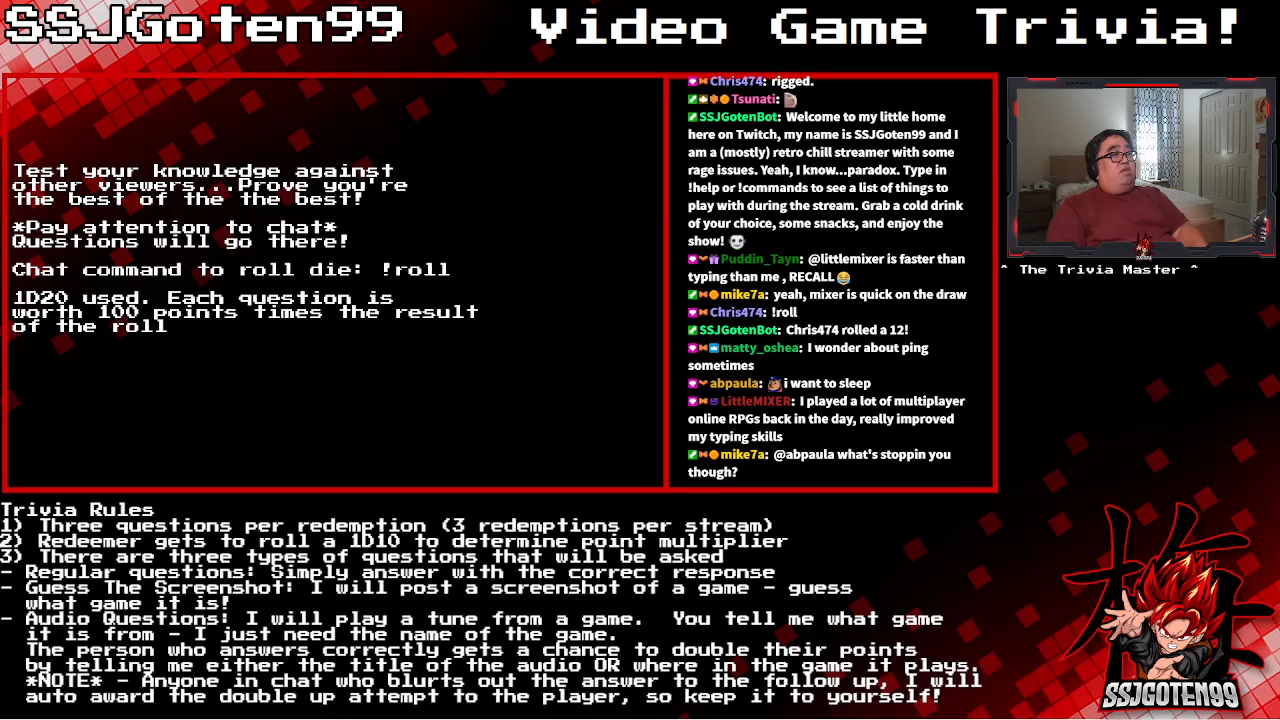 SSJGoten99
Video Game Trivia!
Test your knowledge against
other viewers...Prove you're
the best of the the best!
*Pay attention to chat*
Questions will go there!
Chat command to roll die: !roll
1D20 used. Each question is
worth 100 points times the result
of the roll
Chris474: rigged.
Tsunati:
SSJGotenBot: Welcome to my little home
here on Twitch, my name is SSJGoten99 and I
am a (mostly) retro chill streamer with some
rage issues. Yeah, I know...paradox. Type in
!help or !commands to see a list of things to
play with during the stream. Grab a cold drink
of your choice, some snacks, and enjoy the
show!
Puddin_Tayn: @littlemixer is faster than
typing than me , RECALL
mike7a: yeah, mixer is quick on the draw
Chris474: !roll
SSJGotenBot: Chris474 rolled a 12!
matty_oshea: I wonder about ping
sometimes
abpaula: i want to sleep
LittleMIXER: I played a lot of multiplayer
online RPGs back in the day, really improved
my typing skills
mike7a: @abpaula what's stoppin you
though?
^ The Trivia Master ^
Trivia Rules
1) Three questions per redemption (3 redemptions per stream)
2) Redeemer gets to roll a 1D10 to determine point multiplier
3) There are three types of questions that will be asked
- Regular questions: Simply answer with the correct response
- Guess The Screenshot: I will post a screenshot of a game - guess
what game it is!
- Audio Questions! I will play a tune from a game. You tell me what game
it is from - I just need the name of the game.
The person who answers correctly gets a chance to double their points
by telling me either the title of the audio OR where in the game it plays.
*NOTE* - Anyone in chat who blurts out the answer to the follow up, I will
auto award the double up attempt to the player, so keep it to yourself!
SSJGOTEN99